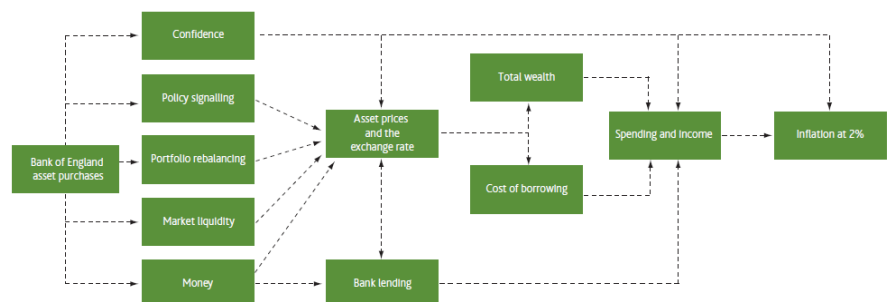 Confidence
Policy signalling
Portfolio rebalancing
Bank of England
asset purchases
Market liquidity
Money
Asset prices
and the
exchange rate
Bank lending
Total wealth
Cost of borrowing
Spending and income
Inflation at 2%